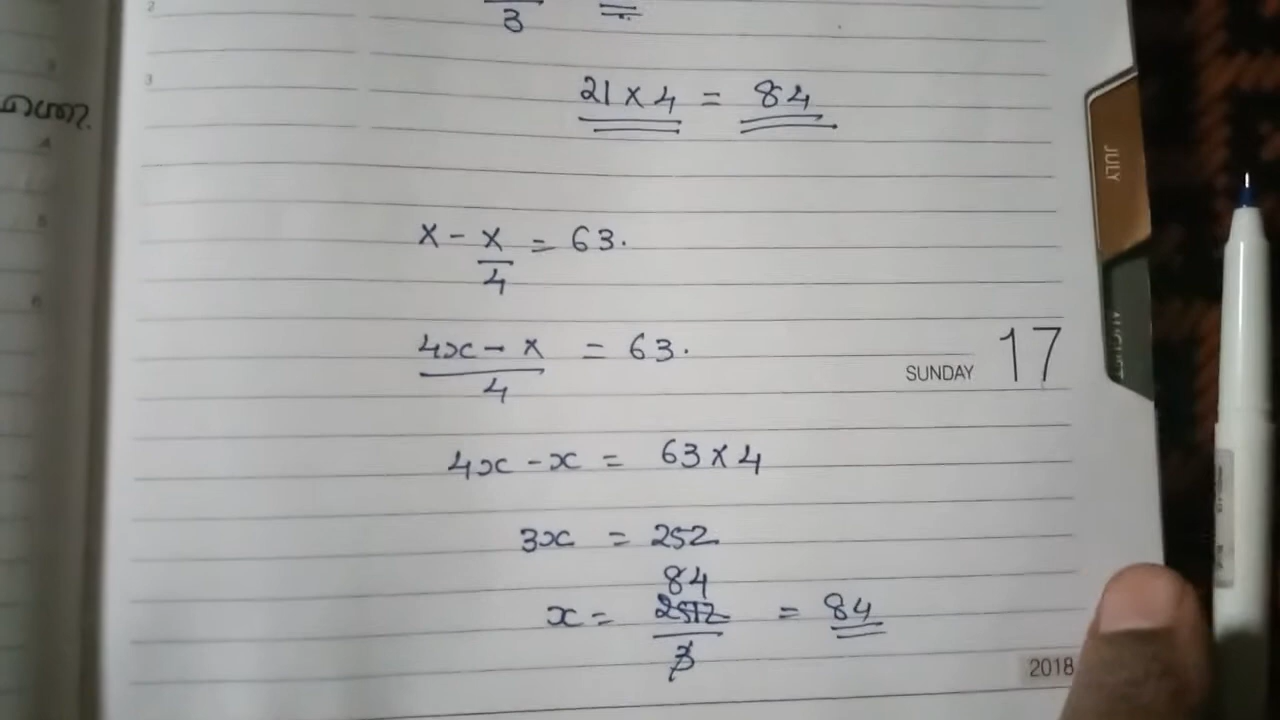 3
21 × 4 = 84
x - x/4 = 63.
4x - x / 4 = 63.
SUNDAY 17
4x - x = 63 × 4
3x = 252
84
x = 252/3 = 84
2018
JULY
AUGUST